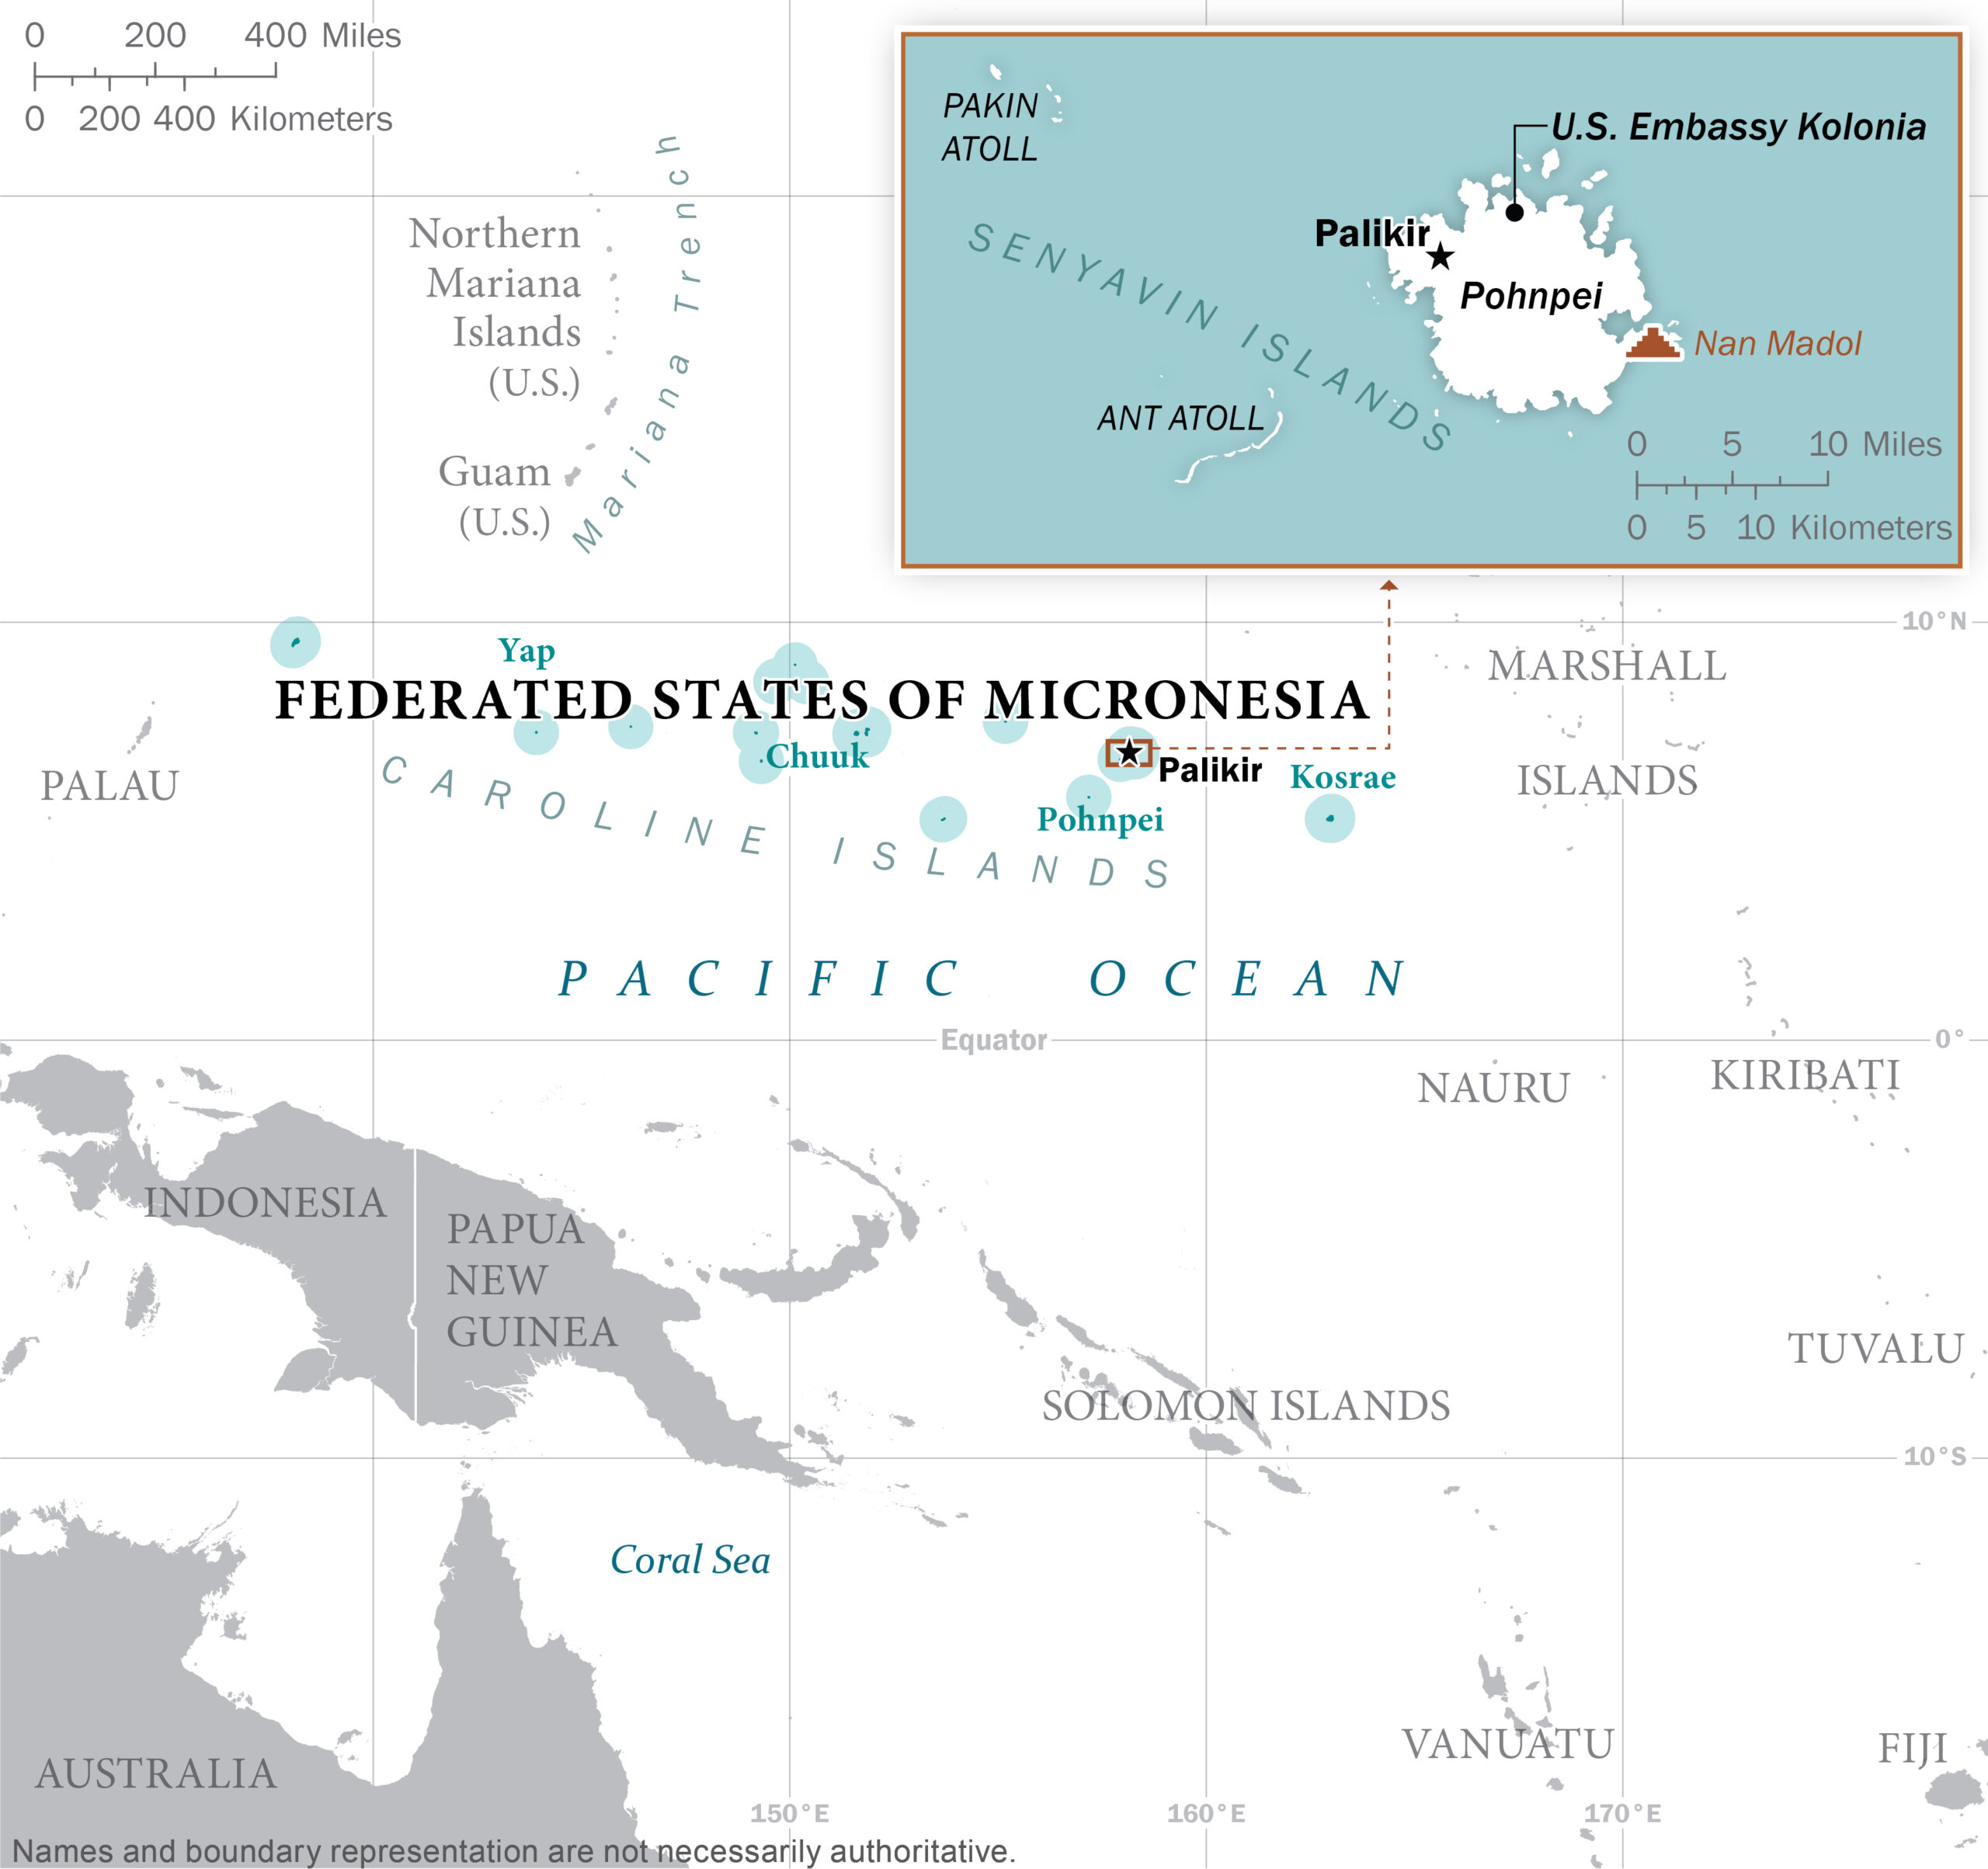 0 200 400 Miles
0 200 400 Kilometers
PAKIN
ATOLL
U.S. Embassy Kolonia
Palikir
SENYAVIN ISLANDS
Pohnpei
Nan Madol
ANT ATOLL
0 5 10 Miles
0 5 10 Kilometers
Northern
Mariana
Islands
(U.S.)
Mariana Trench
Guam
(U.S.)
10°N
Yap
MARSHALL
ISLANDS
FEDERATED STATES OF MICRONESIA
Chuuk
Palikir
Kosrae
PALAU
CAROLINE ISLANDS
Pohnpei
PACIFIC OCEAN
Equator
0°
NAURU
KIRIBATI
INDONESIA
PAPUA
NEW
GUINEA
TUVALU
SOLOMON ISLANDS
10°S
Coral Sea
VANUATU
FIJI
AUSTRALIA
150°E
160°E
170°E
Names and boundary representation are not necessarily authoritative.